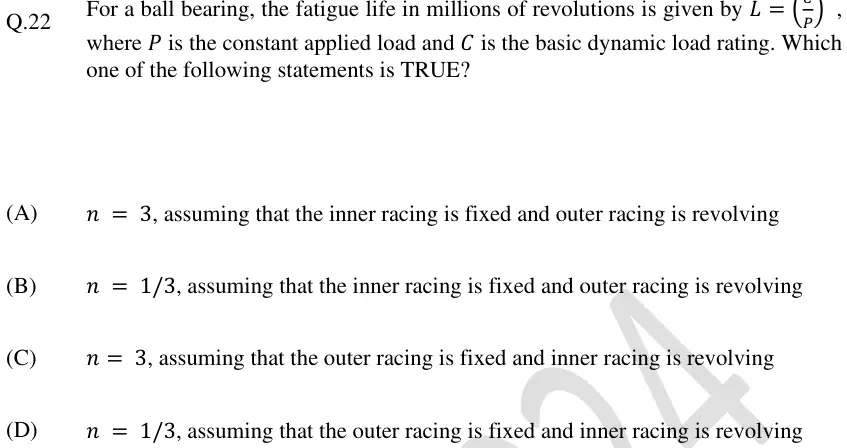 Q.22 For a ball bearing, the fatigue life in millions of revolutions is given by L = (C/P) ,
where P is the constant applied load and C is the basic dynamic load rating. Which
one of the following statements is TRUE?
(A) n = 3, assuming that the inner racing is fixed and outer racing is revolving
(B) n = 1/3, assuming that the inner racing is fixed and outer racing is revolving
(C) n = 3, assuming that the outer racing is fixed and inner racing is revolving
(D) n = 1/3, assuming that the outer racing is fixed and inner racing is revolving